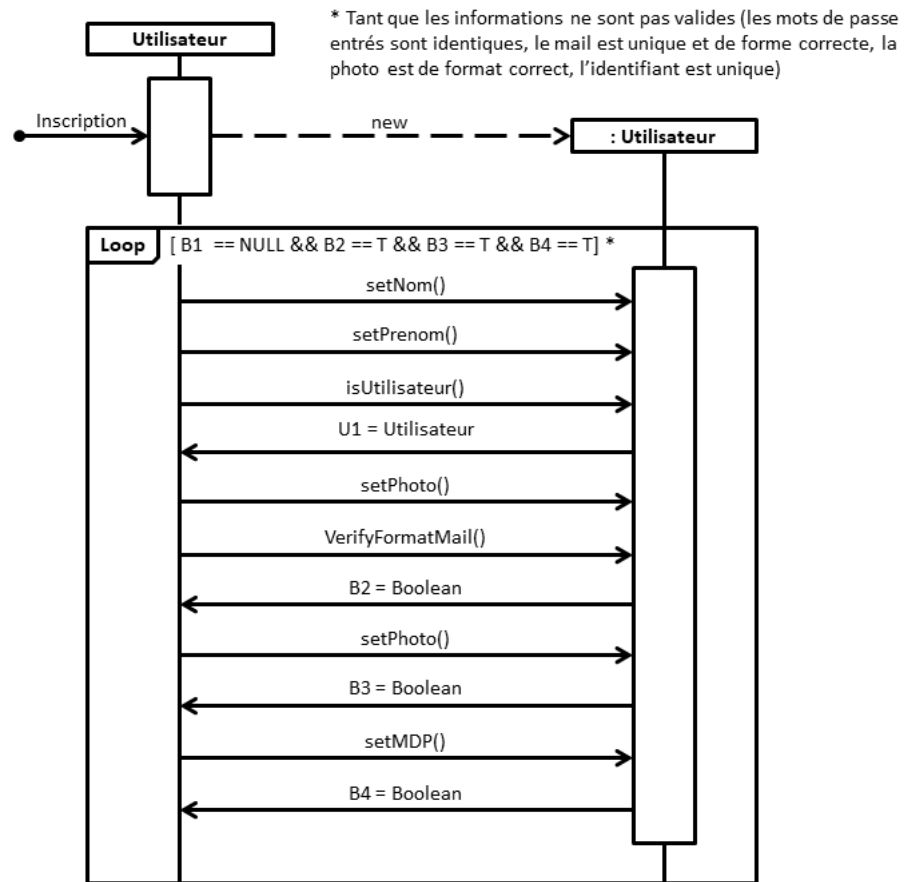 * Tant que les informations ne sont pas valides (les mots de passe
entrés sont identiques, le mail est unique et de forme correcte, la
photo est de format correct, l'identifiant est unique)
Utilisateur
Inscription
new
: Utilisateur
Loop [ B1 == NULL && B2 == T && B3 == T && B4 == T] *
setNom()
setPrenom()
isUtilisateur()
U1 = Utilisateur
setPhoto()
VerifyFormatMail()
B2 = Boolean
setPhoto()
B3 = Boolean
setMDP()
B4 = Boolean